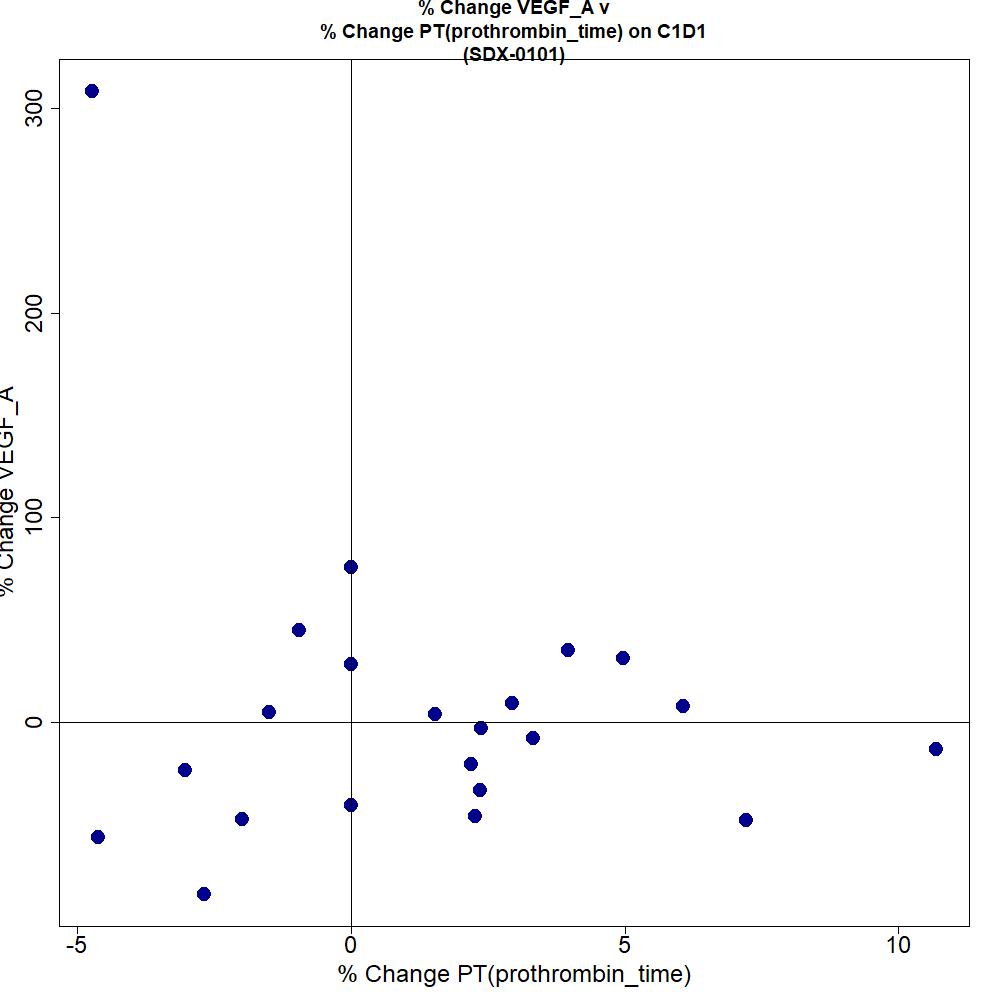 % Change VEGF_A v
% Change PT(prothrombin_time) on C1D1
(SDX-0101)
300
200
100
0
% Change VEGF_A
-5
0
5
10
% Change PT(prothrombin_time)